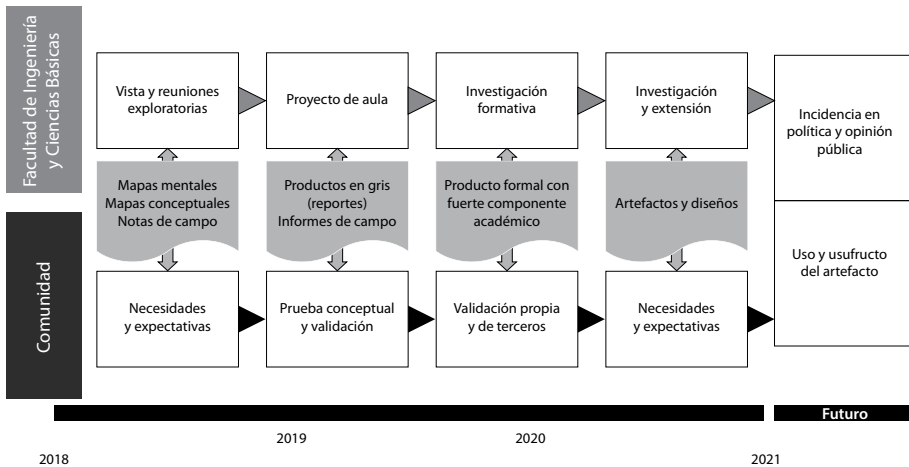 Facultad de Ingeniería
y Ciencias Básicas
Vista y reuniones
exploratorias
Proyecto de aula
Investigación
formativa
Investigación
y extensión
Incidencia en
política y opinión
pública
Mapas mentales
Mapas conceptuales
Notas de campo
Productos en gris
(reportes)
Informes de campo
Producto formal con
fuerte componente
académico
Artefactos y diseños
Comunidad
Necesidades
y expectativas
Prueba conceptual
y validación
Validación propia
y de terceros
Necesidades
y expectativas
Uso y usufructo
del artefacto
Futuro
2019
2020
2018
2021